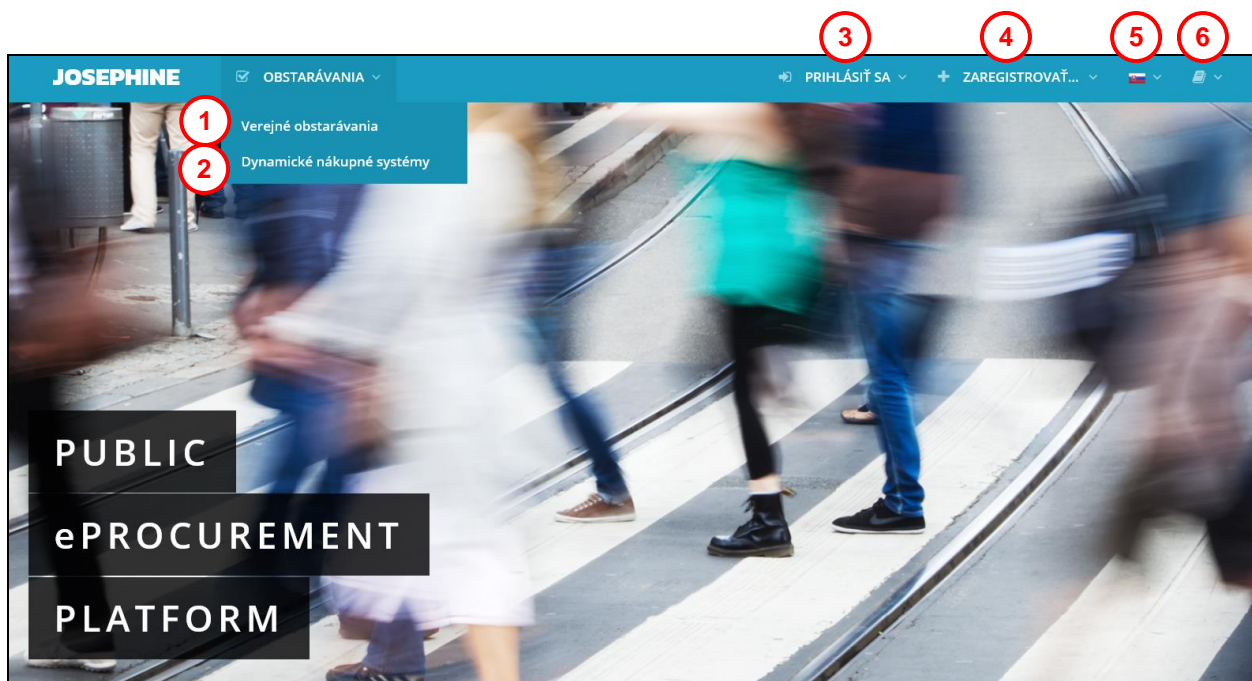 3 4 5 6
JOSEPHINE OBSTARÁVANIA PRIHLÁSIŤ SA ZAREGISTROVAŤ...
1 Verejné obstarávania
2 Dynamické nákupné systémy
PUBLIC
ePROCUREMENT
PLATFORM